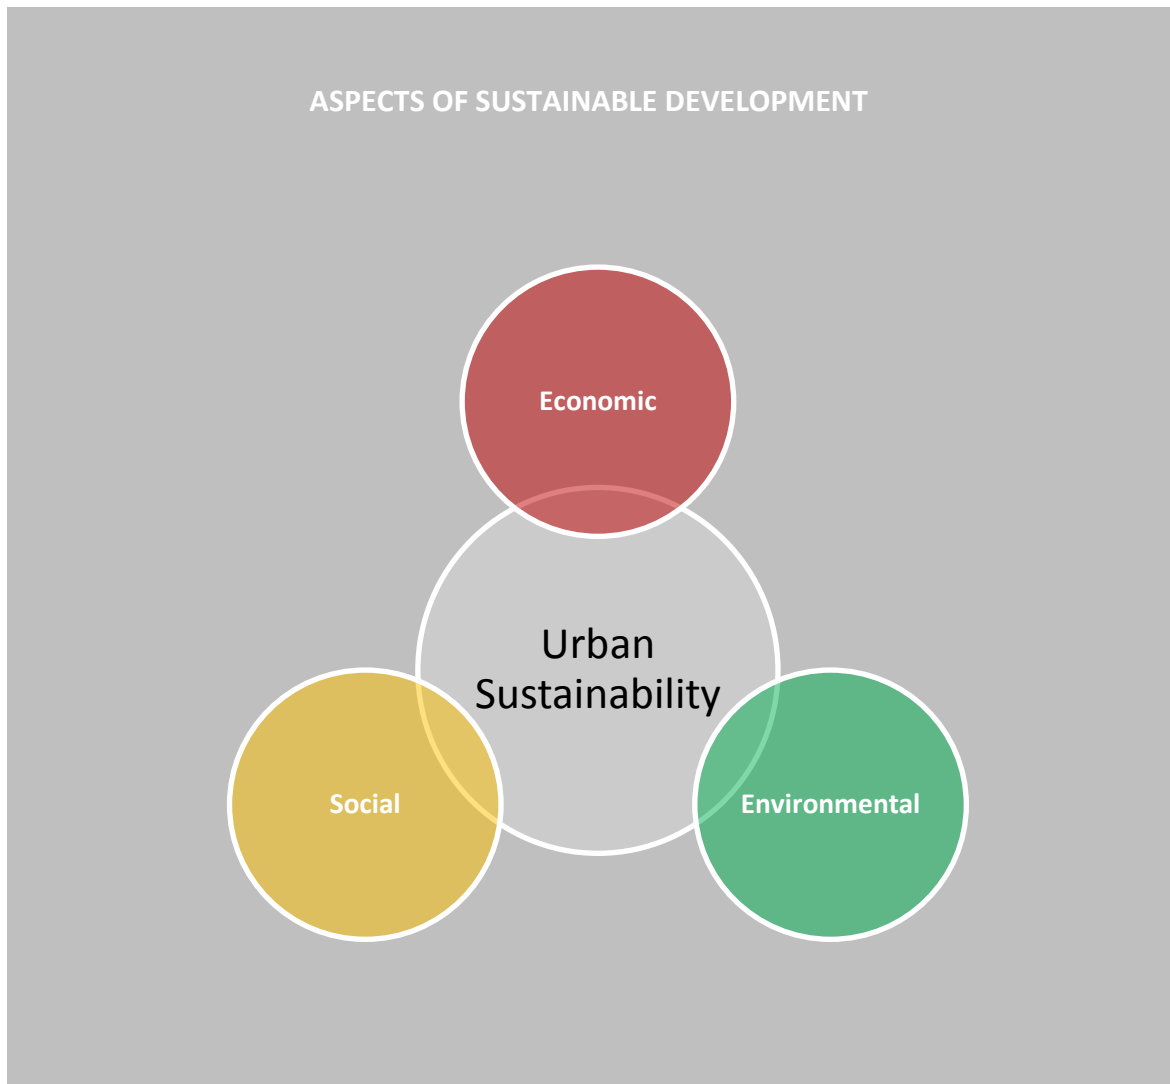 ASPECTS OF SUSTAINABLE DEVELOPMENT
Economic
Urban
Sustainability
Social
Environmental